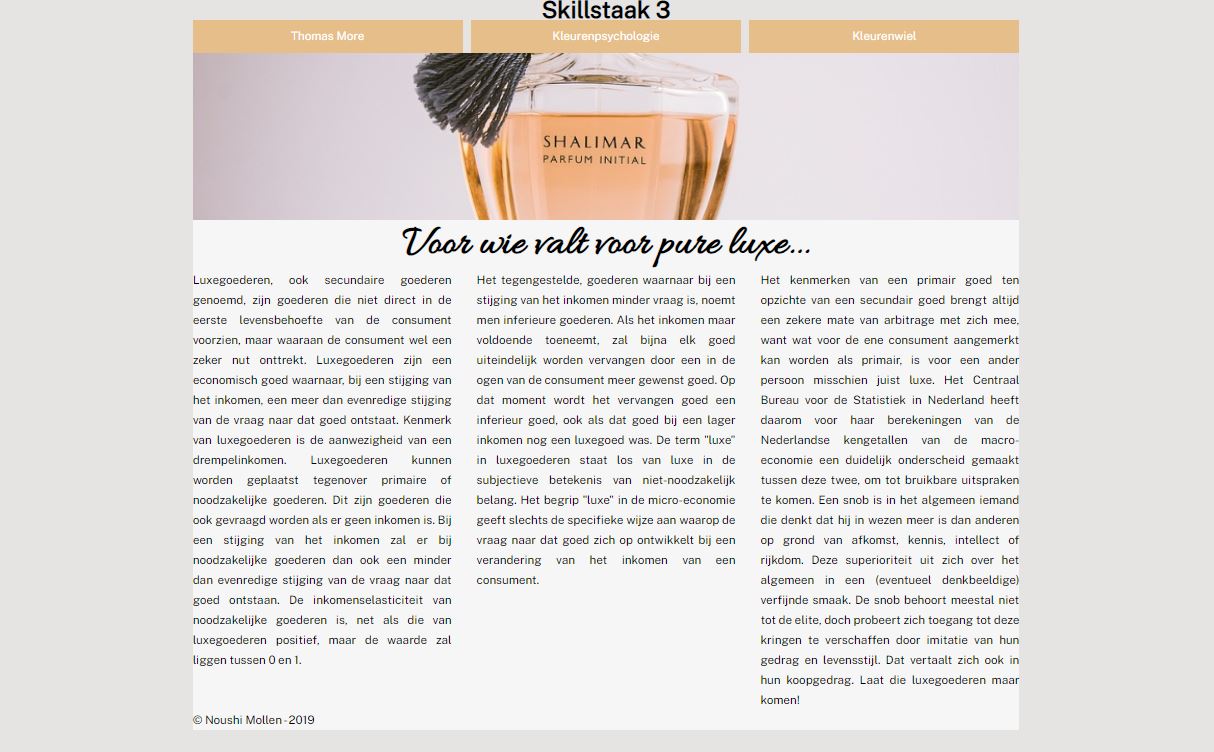 Skillstaak 3
Thomas More
Kleurenpsychologie
Kleurenwiel
SHALIMAR
PARFUM INITIAL
Voor wie valt voor pure luxe...
Luxegoederen, ook secundaire goederen
genoemd, zijn goederen die niet direct in de
eerste levensbehoefte van de consument
voorzien, maar waaraan de consument wel een
zeker nut onttrekt. Luxegoederen zijn een
economisch goed waarnaar, bij een stijging van
het inkomen, een meer dan evenredige stijging
van de vraag naar dat goed ontstaat. Kenmerk
van luxegoederen is de aanwezigheid van een
drempelinkomen. Luxegoederen kunnen
worden geplaatst tegenover primaire of
noodzakelijke goederen. Dit zijn goederen die
ook gevraagd worden als er geen inkomen is. Bij
een stijging van het inkomen zal er bij
noodzakelijke goederen dan ook een minder
dan evenredige stijging van de vraag naar dat
goed ontstaan. De inkomenselasticiteit van
noodzakelijke goederen is, net als die van
luxegoederen positief, maar de waarde zal
liggen tussen 0 en 1.
Het tegengestelde, goederen waarnaar bij een
stijging van het inkomen minder vraag is, noemt
men inferieure goederen. Als het inkomen maar
voldoende toeneemt, zal bijna elk goed
uiteindelijk worden vervangen door een in de
ogen van de consument meer gewenst goed. Op
dat moment wordt het vervangen goed een
inferieur goed, ook als dat goed bij een lager
inkomen nog een luxegoed was. De term "luxe"
in luxegoederen staat los van luxe in de
subjectieve betekenis van niet-noodzakelijk
belang. Het begrip "luxe" in de micro-economie
geeft slechts de specifieke wijze aan waarop de
vraag naar dat goed zich op ontwikkelt bij een
verandering van het inkomen van een
consument.
Het kenmerken van een primair goed ten
opzichte van een secundair goed brengt altijd
een zekere mate van arbitrage met zich mee,
want wat voor de ene consument aangemerkt
kan worden als primair, is voor een ander
persoon misschien juist luxe. Het Centraal
Bureau voor de Statistiek in Nederland heeft
daarom voor haar berekeningen van de
Nederlandse kengetallen van de macro-
economie een duidelijk onderscheid gemaakt
tussen deze twee, om tot bruikbare uitspraken
te komen. Een snob is in het algemeen iemand
die denkt dat hij in wezen meer is dan anderen
op grond van afkomst, kennis, intellect of
rijkdom. Deze superioriteit uit zich over het
algemeen in een (eventueel denkbeeldige)
verfijnde smaak. De snob behoort meestal niet
tot de elite, doch probeert zich toegang tot deze
kringen te verschaffen door imitatie van hun
gedrag en levensstijl. Dat vertaalt zich ook in
hun koopgedrag. Laat die luxegoederen maar
komen!
© Noushi Mollen - 2019